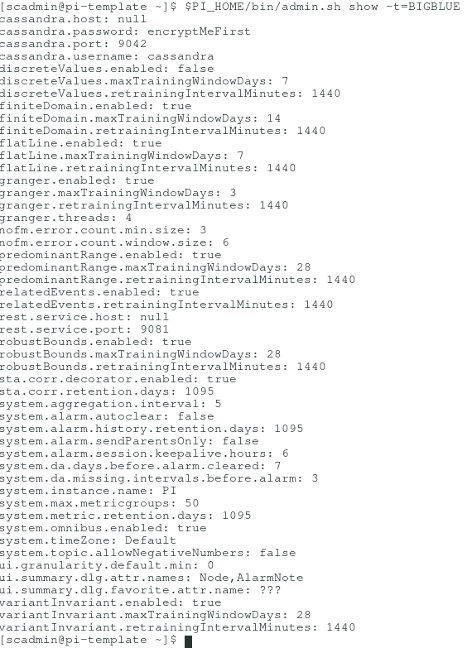 [scadmin@pi-template ~]$ $PI_HOME/bin/admin.sh show -t=BIGBLUE
cassandra.host: null
cassandra.password: encryptMeFirst
cassandra.port: 9042
cassandra.username: cassandra
discreteValues.enabled: false
discreteValues.maxTrainingWindowDays: 7
discreteValues.retrainingIntervalMinutes: 1440
finiteDomain.enabled: true
finiteDomain.maxTrainingWindowDays: 14
finiteDomain.retrainingIntervalMinutes: 1440
flatLine.enabled: true
flatLine.maxTrainingWindowDays: 7
flatLine.retrainingIntervalMinutes: 1440
granger.enabled: true
granger.maxTrainingWindowDays: 3
granger.retrainingIntervalMinutes: 1440
granger.threads: 4
nofm.error.count.min.size: 3
nofm.error.count.window.size: 6
predominantRange.enabled: true
predominantRange.maxTrainingWindowDays: 28
predominantRange.retrainingIntervalMinutes: 1440
relatedEvents.enabled: true
relatedEvents.retrainingIntervalMinutes: 1440
rest.service.host: null
rest.service.port: 9081
robustBounds.enabled: true
robustBounds.maxTrainingWindowDays: 28
robustBounds.retrainingIntervalMinutes: 1440
sta.corr.decorator.enabled: true
sta.corr.retention.days: 1095
system.aggregation.interval: 5
system.alarm.autoclear: false
system.alarm.history.retention.days: 1095
system.alarm.sendParentsOnly: false
system.alarm.session.keepalive.hours: 6
system.da.days.before.alarm.cleared: 7
system.da.missing.intervals.before.alarm: 3
system.instance.name: PI
system.max.metricgroups: 50
system.metric.retention.days: 1095
system.omnibus.enabled: true
system.timeZone: Default
system.topic.allowNegativeNumbers: false
ui.granularity.default.min: 0
ui.summary.dlg.attr.names: Node,AlarmNote
ui.summary.dlg.favorite.attr.name: ???
variantInvariant.enabled: true
variantInvariant.maxTrainingWindowDays: 28
variantInvariant.retrainingIntervalMinutes: 1440
[scadmin@pi-template ~]$